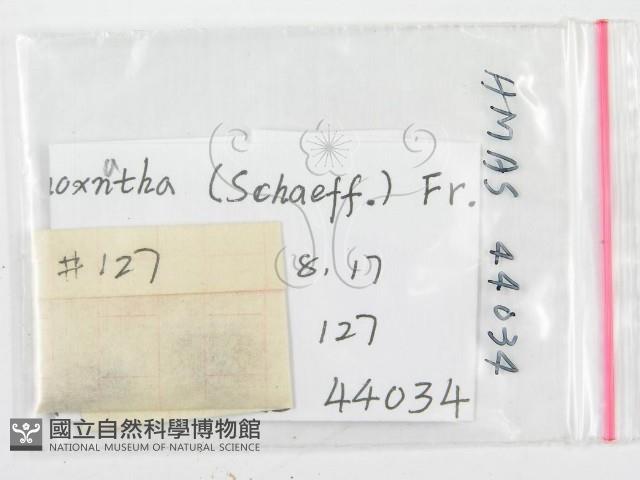 noxantha (Schaeff.) Fr.
#127
8.17
127
44034
HMAS 44034
國立自然科學博物館
NATIONAL MUSEUM OF NATURAL SCIENCE